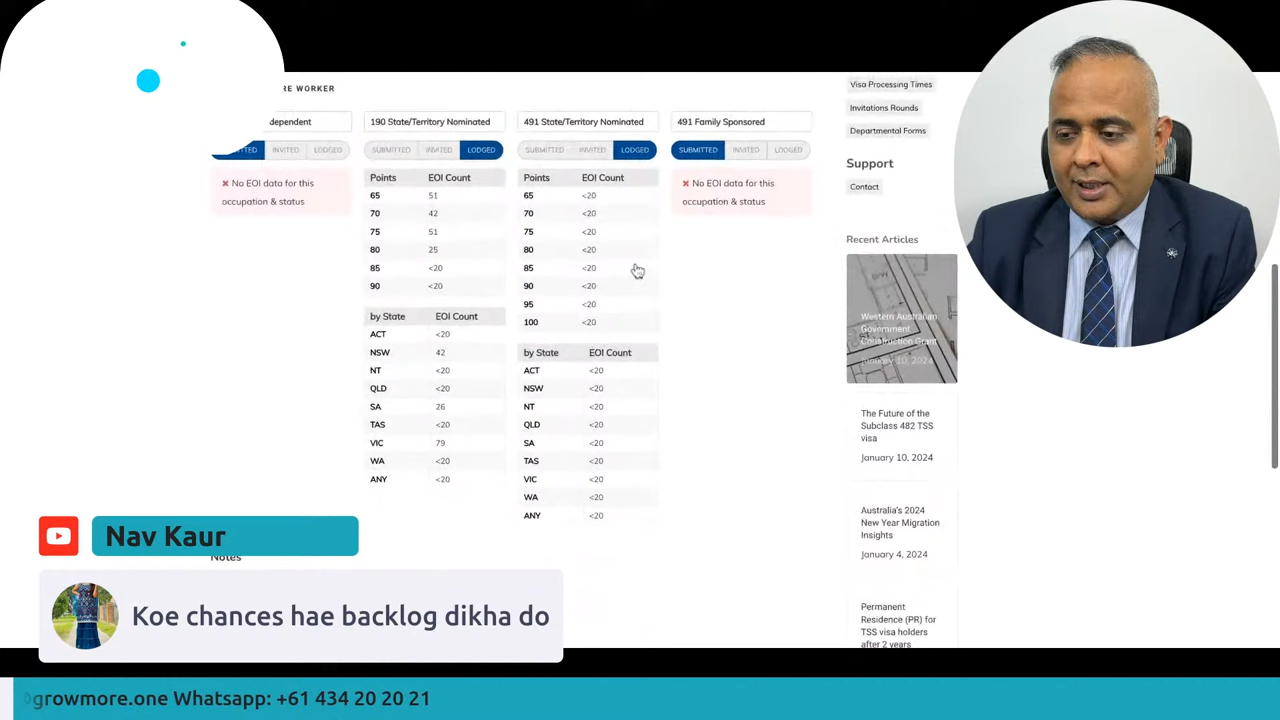 RE WORKER
dependent
190 State/Territory Nominated
491 State/Territory Nominated
491 Family Sponsored
INVITED
LODGED
SUBMITTED
INVITED
LODGED
SUBMITTED
INVITED
LODGED
SUBMITTED
INVITED
LODGED
✖ No EOI data for this
occupation & status
Points EOI Count
65 51
70 42
75 51
80 25
85 <20
90 <20
by State EOI Count
ACT <20
NSW 42
NT <20
QLD <20
SA 26
TAS <20
VIC 79
WA <20
ANY <20
Points EOI Count
65 <20
70 <20
75 <20
80 <20
85 <20
90 <20
95 <20
100 <20
by State EOI Count
ACT <20
NSW <20
NT <20
QLD <20
SA <20
TAS <20
VIC <20
WA <20
ANY <20
✖ No EOI data for this
occupation & status
Visa Processing Times
Invitations Rounds
Departmental Forms
Support
Contact
Recent Articles
Western Australian
Government
Construction Grant
January 10, 2024
The Future of the
Subclass 482 TSS
visa
January 10, 2024
Australia's 2024
New Year Migration
Insights
January 4, 2024
Permanent
Residence (PR) for
TSS visa holders
after 2 years
Notes
Nav Kaur
Koe chances hae backlog dikha do
growmore.one Whatsapp: +61 434 20 20 21